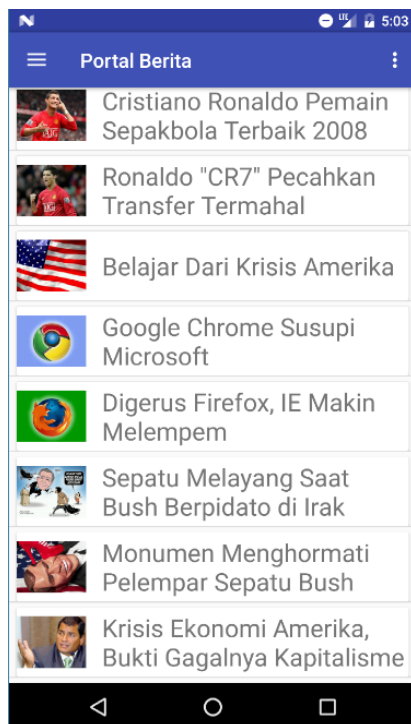 N
LTE
5:03
Portal Berita
Cristiano Ronaldo Pemain
Sepakbola Terbaik 2008
Ronaldo "CR7" Pecahkan
Transfer Termahal
Belajar Dari Krisis Amerika
Google Chrome Susupi
Microsoft
Digerus Firefox, IE Makin
Melempem
Sepatu Melayang Saat
Bush Berpidato di Irak
Monumen Menghormati
Pelempar Sepatu Bush
Krisis Ekonomi Amerika,
Bukti Gagalnya Kapitalisme